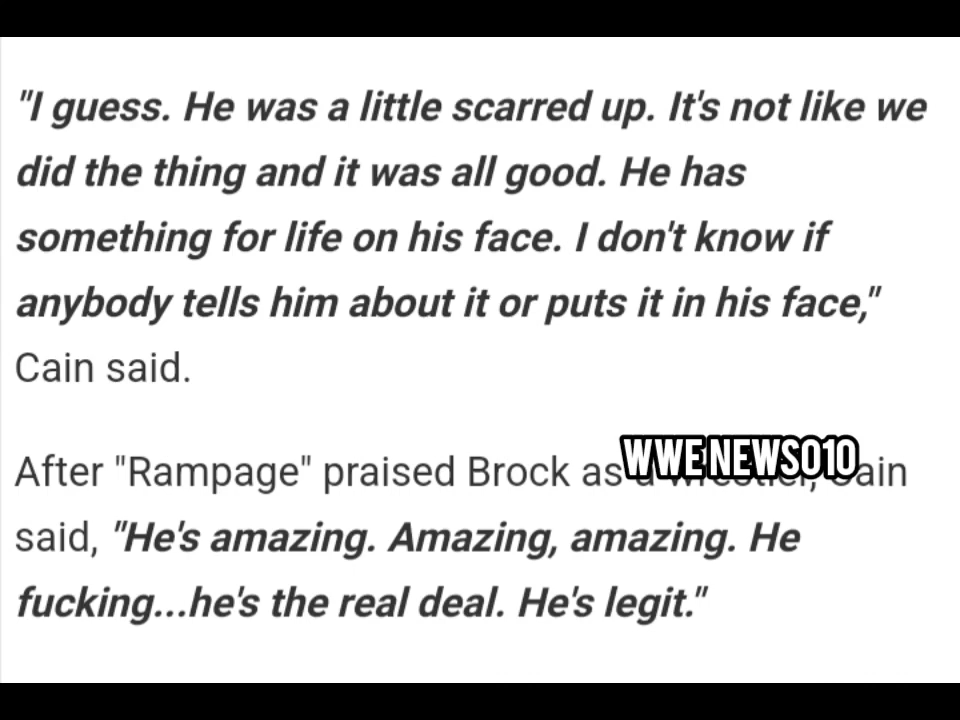 "I guess. He was a little scarred up. It's not like we
did the thing and it was all good. He has
something for life on his face. I don't know if
anybody tells him about it or puts it in his face,"
Cain said.
After "Rampage" praised Brock as a wrestler, Cain
WWE NEWS010
said, "He's amazing. Amazing, amazing. He
fucking...he's the real deal. He's legit."